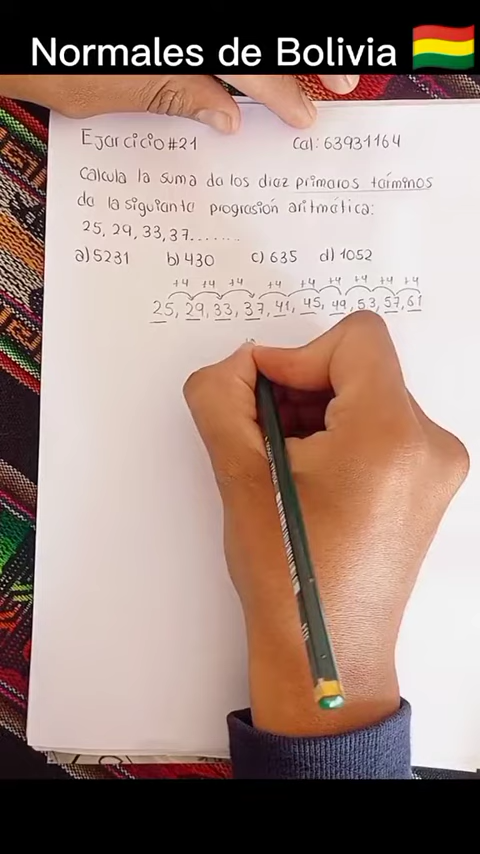 Normales de Bolivia 🇧🇴
Ejercicio #21
Cel: 63931164
Calcula la suma de los diez primeros términos
de la siguiente progresión aritmética:
25, 29, 33, 37.......
a) 5231 b) 430 c) 635 d) 1052
+4 +4 +4 +4 +4 +4 +4 +4 +4
25, 29, 33, 37, 41, 45, 49, 53, 57, 61